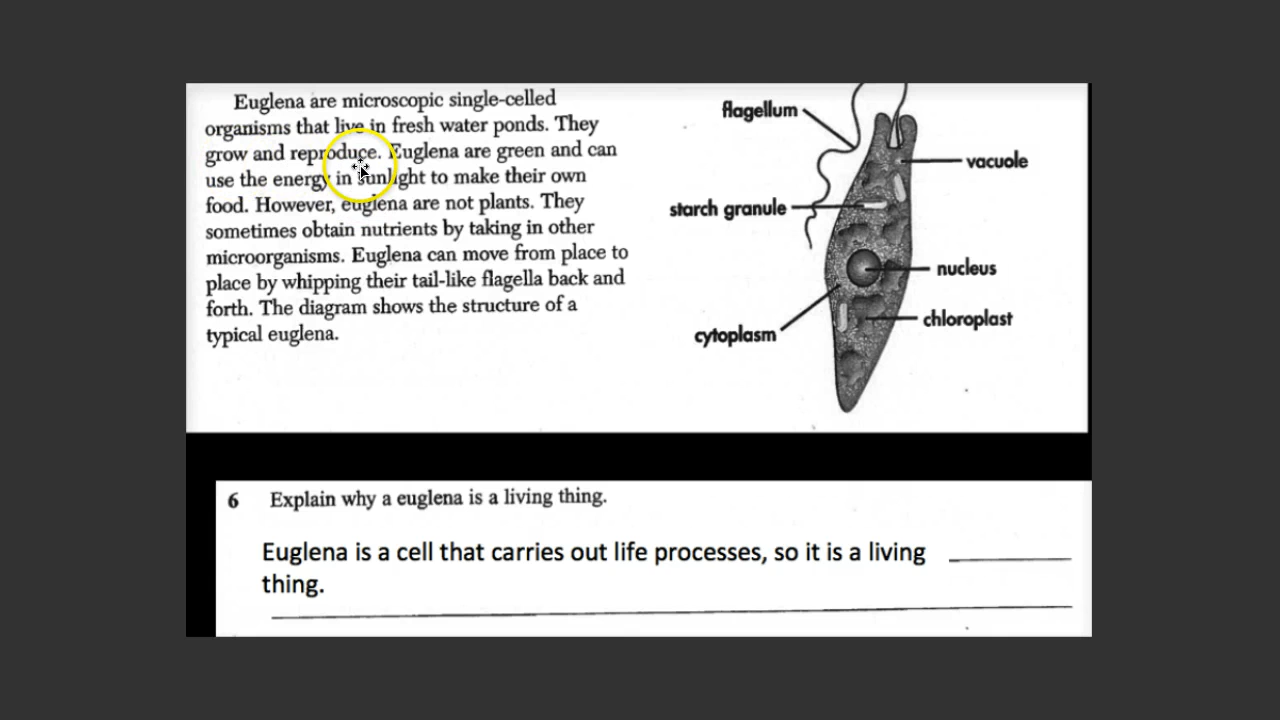 Euglena are microscopic single-celled
organisms that live in fresh water ponds. They
grow and reproduce. Euglena are green and can
use the energy in sunlight to make their own
food. However, euglena are not plants. They
sometimes obtain nutrients by taking in other
microorganisms. Euglena can move from place to
place by whipping their tail-like flagella back and
forth. The diagram shows the structure of a
typical euglena.
flagellum
vacuole
starch granule
nucleus
chloroplast
cytoplasm
6 Explain why a euglena is a living thing.
Euglena is a cell that carries out life processes, so it is a living
thing.